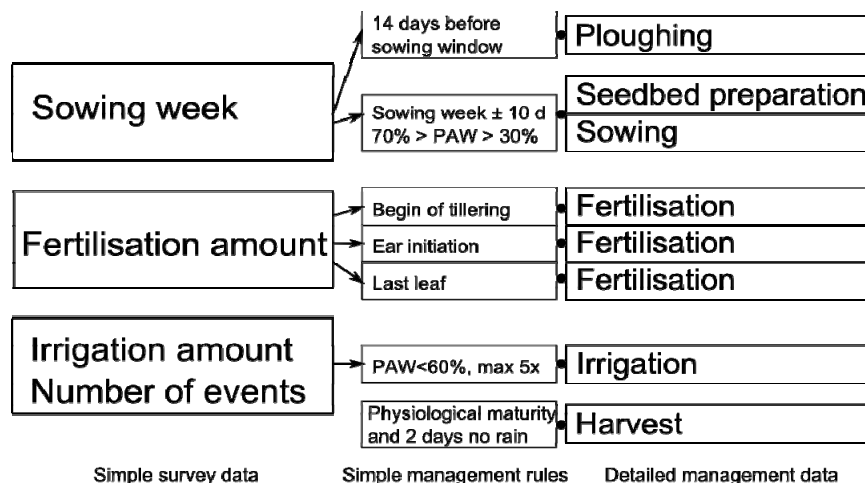 14 days before
sowing window
Ploughing
Sowing week
Sowing week ± 10 d
70% > PAW > 30%
Seedbed preparation
Sowing
Fertilisation amount
Begin of tillering
Fertilisation
Ear initiation
Fertilisation
Last leaf
Fertilisation
Irrigation amount
Number of events
PAW<60%, max 5x
Irrigation
Physiological maturity
and 2 days no rain
Harvest
Simple survey data
Simple management rules
Detailed management data